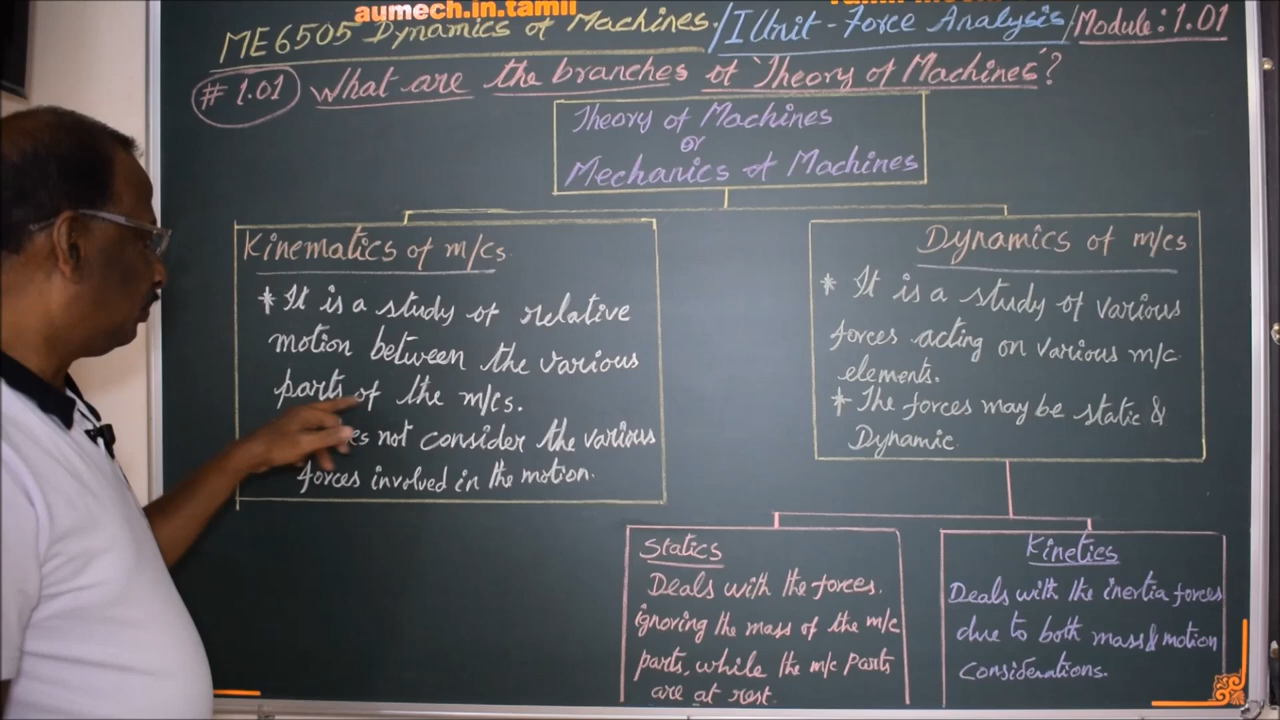 aumech.in.tamil
ME6505 Dynamics of Machines. / I Unit - Force Analysis / Module: 1.01
# 1.01 What are the branches of 'Theory of Machines'?
Theory of Machines
or
Mechanics of Machines
Kinematics of m/cs
* It is a study of relative
motion between the various
parts of the m/cs.
es not consider the various
forces involved in the motion.
Dynamics of m/cs
* It is a study of various
forces acting on various m/c
elements.
* The forces may be static &
Dynamic
Statics
Deals with the forces.
ignoring the mass of the m/c
parts, while the m/c parts
are at rest.
Kinetics
Deals with the inertia forces
due to both mass & motion
considerations.